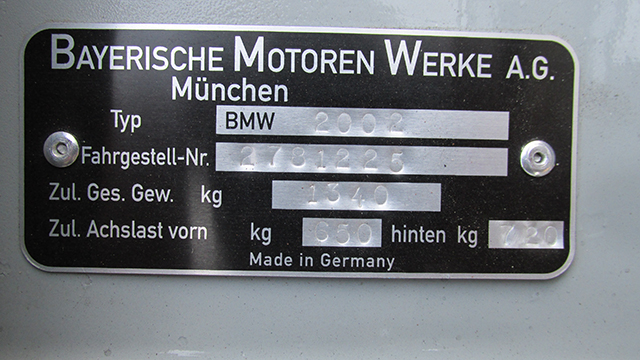 BAYERISCHE MOTOREN WERKE A.G.
München
Typ BMW 2002
Fahrgestell-Nr. 2781225
Zul. Ges. Gew. kg 1340
Zul. Achslast vorn kg 650 hinten kg 720
Made in Germany